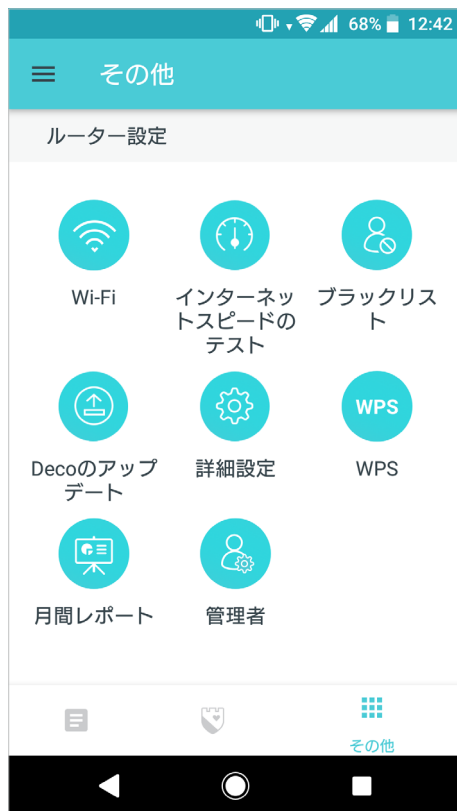 68% 12:42
その他
ルーター設定
Wi-Fi
インターネッ
トスピードの
テスト
ブラックリス
ト
Decoのアップ
デート
詳細設定
WPS
WPS
月間レポート
管理者
その他